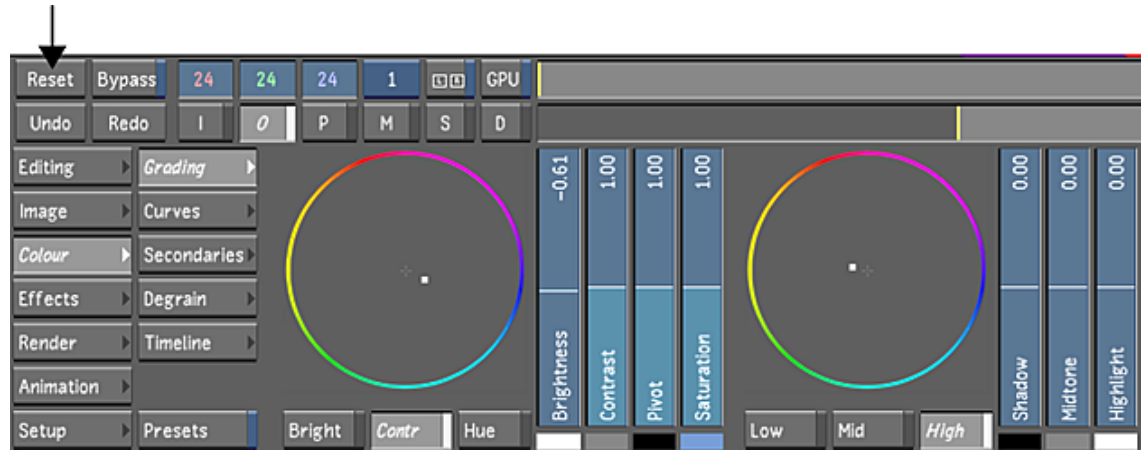 Reset Bypass 24 24 24 1 L R GPU
Undo Redo I O P M S D
Editing Grading
Image Curves
Colour Secondaries
Effects Degrain
Render Timeline
Animation
Setup Presets
Bright Contr Hue
-0.61 1.00 1.00 1.00
Brightness Contrast Pivot Saturation
Low Mid High
0.00 0.00 0.00
Shadow Midtone Highlight